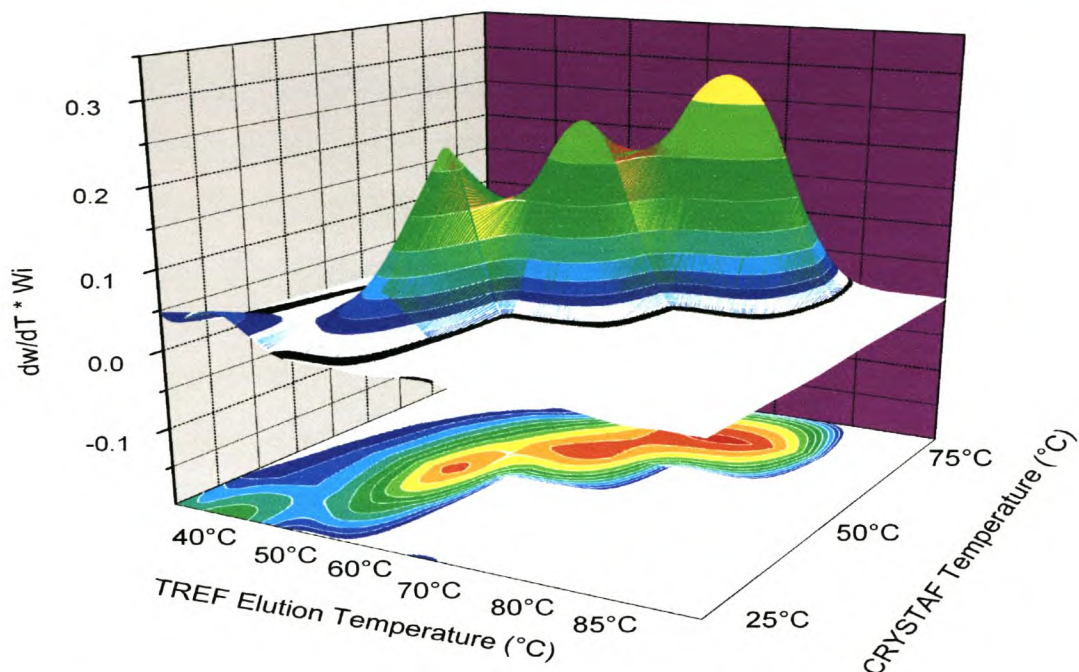 0.3
0.2
0.1
0.0
-0.1
dw/dT * Wi
40°C
50°C
60°C
70°C
80°C
85°C
TREF Elution Temperature (°C)
25°C
50°C
75°C
CRYSTAF Temperature (°C)